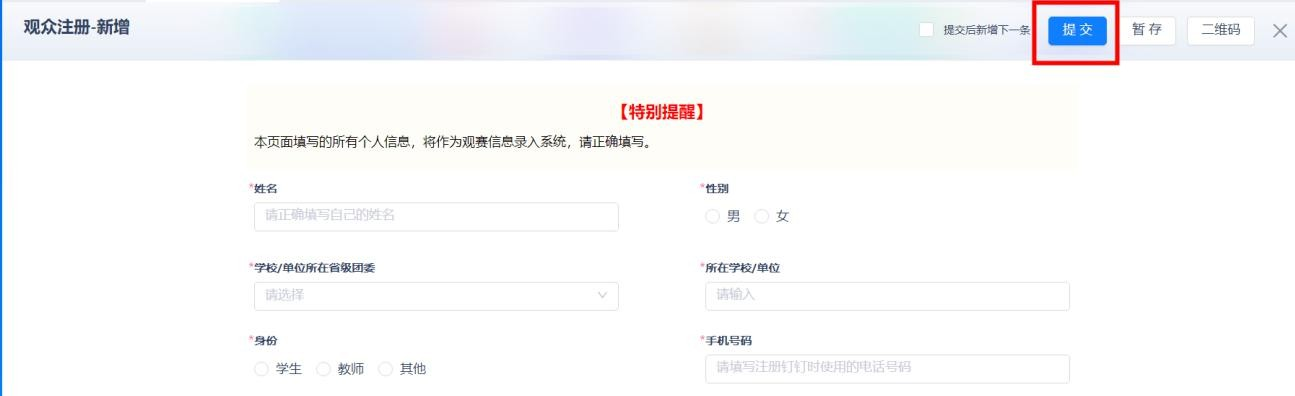 观众注册-新增
提交后新增下一条
提 交
暂 存
二维码
【特别提醒】
本页面填写的所有个人信息，将作为观赛信息录入系统，请正确填写。
*姓名
请正确填写自己的姓名
*性别
男
女
*学校/单位所在省级团委
请选择
*所在学校/单位
请输入
*身份
学生
教师
其他
*手机号码
请填写注册钉钉时使用的电话号码